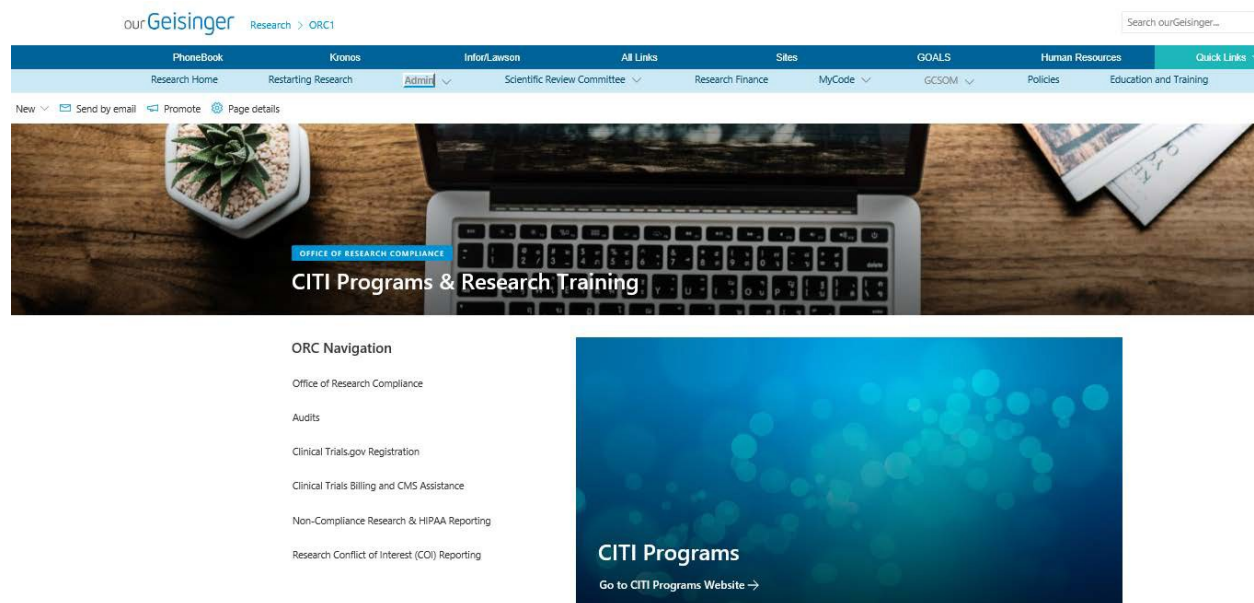 our Geisinger Research > ORC1 Search ourGeisinger...
PhoneBook Kronos Infor/Lawson All Links Sites GOALS Human Resources Quick Links
Research Home Restarting Research Admin Scientific Review Committee Research Finance MyCode GCSOM Policies Education and Training
New Send by email Promote Page details
OFFICE OF RESEARCH COMPLIANCE
CITI Programs & Research Training
ORC Navigation
Office of Research Compliance
Audits
Clinical Trials.gov Registration
Clinical Trials Billing and CMS Assistance
Non-Compliance Research & HIPAA Reporting
Research Conflict of Interest (COI) Reporting
CITI Programs
Go to CITI Programs Website →